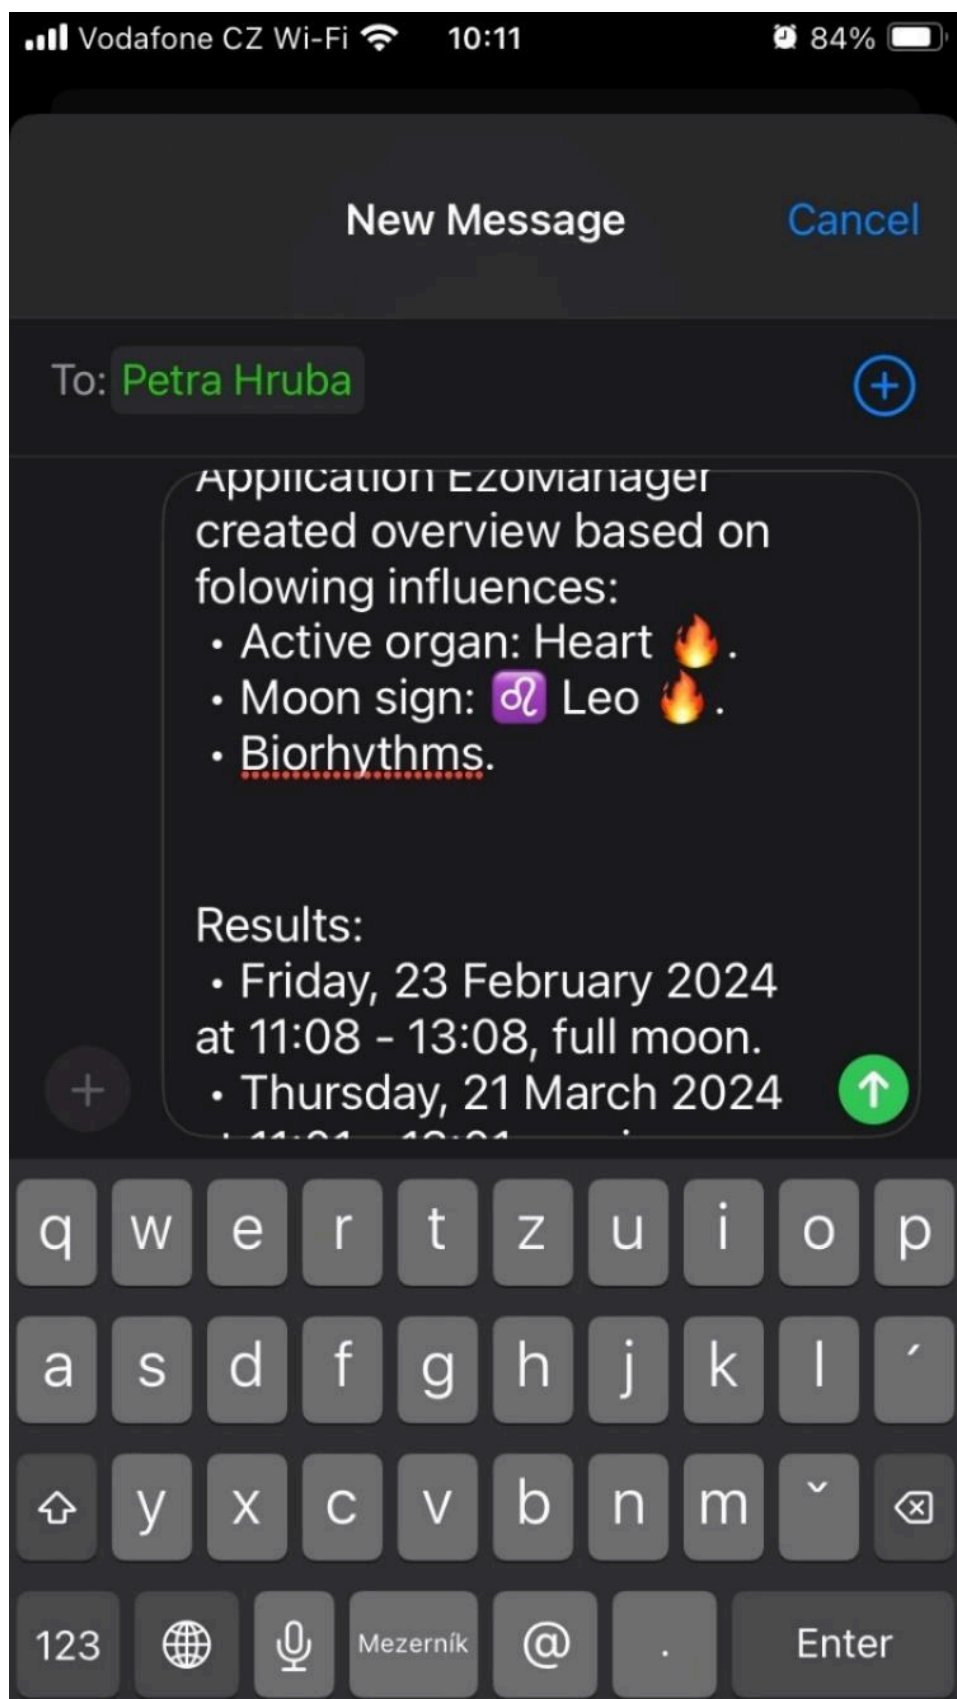 Vodafone CZ Wi-Fi 10:11 84%
New Message Cancel
To: Petra Hruba
Application EzoManager
created overview based on
folowing influences:
• Active organ: Heart 🔥.
• Moon sign: ♌ Leo 🔥.
• Biorhythms.
Results:
• Friday, 23 February 2024
at 11:08 - 13:08, full moon.
• Thursday, 21 March 2024
q w e r t z u i o p
a s d f g h j k l ´
y x c v b n m ˇ
123 Mezerník @ . Enter